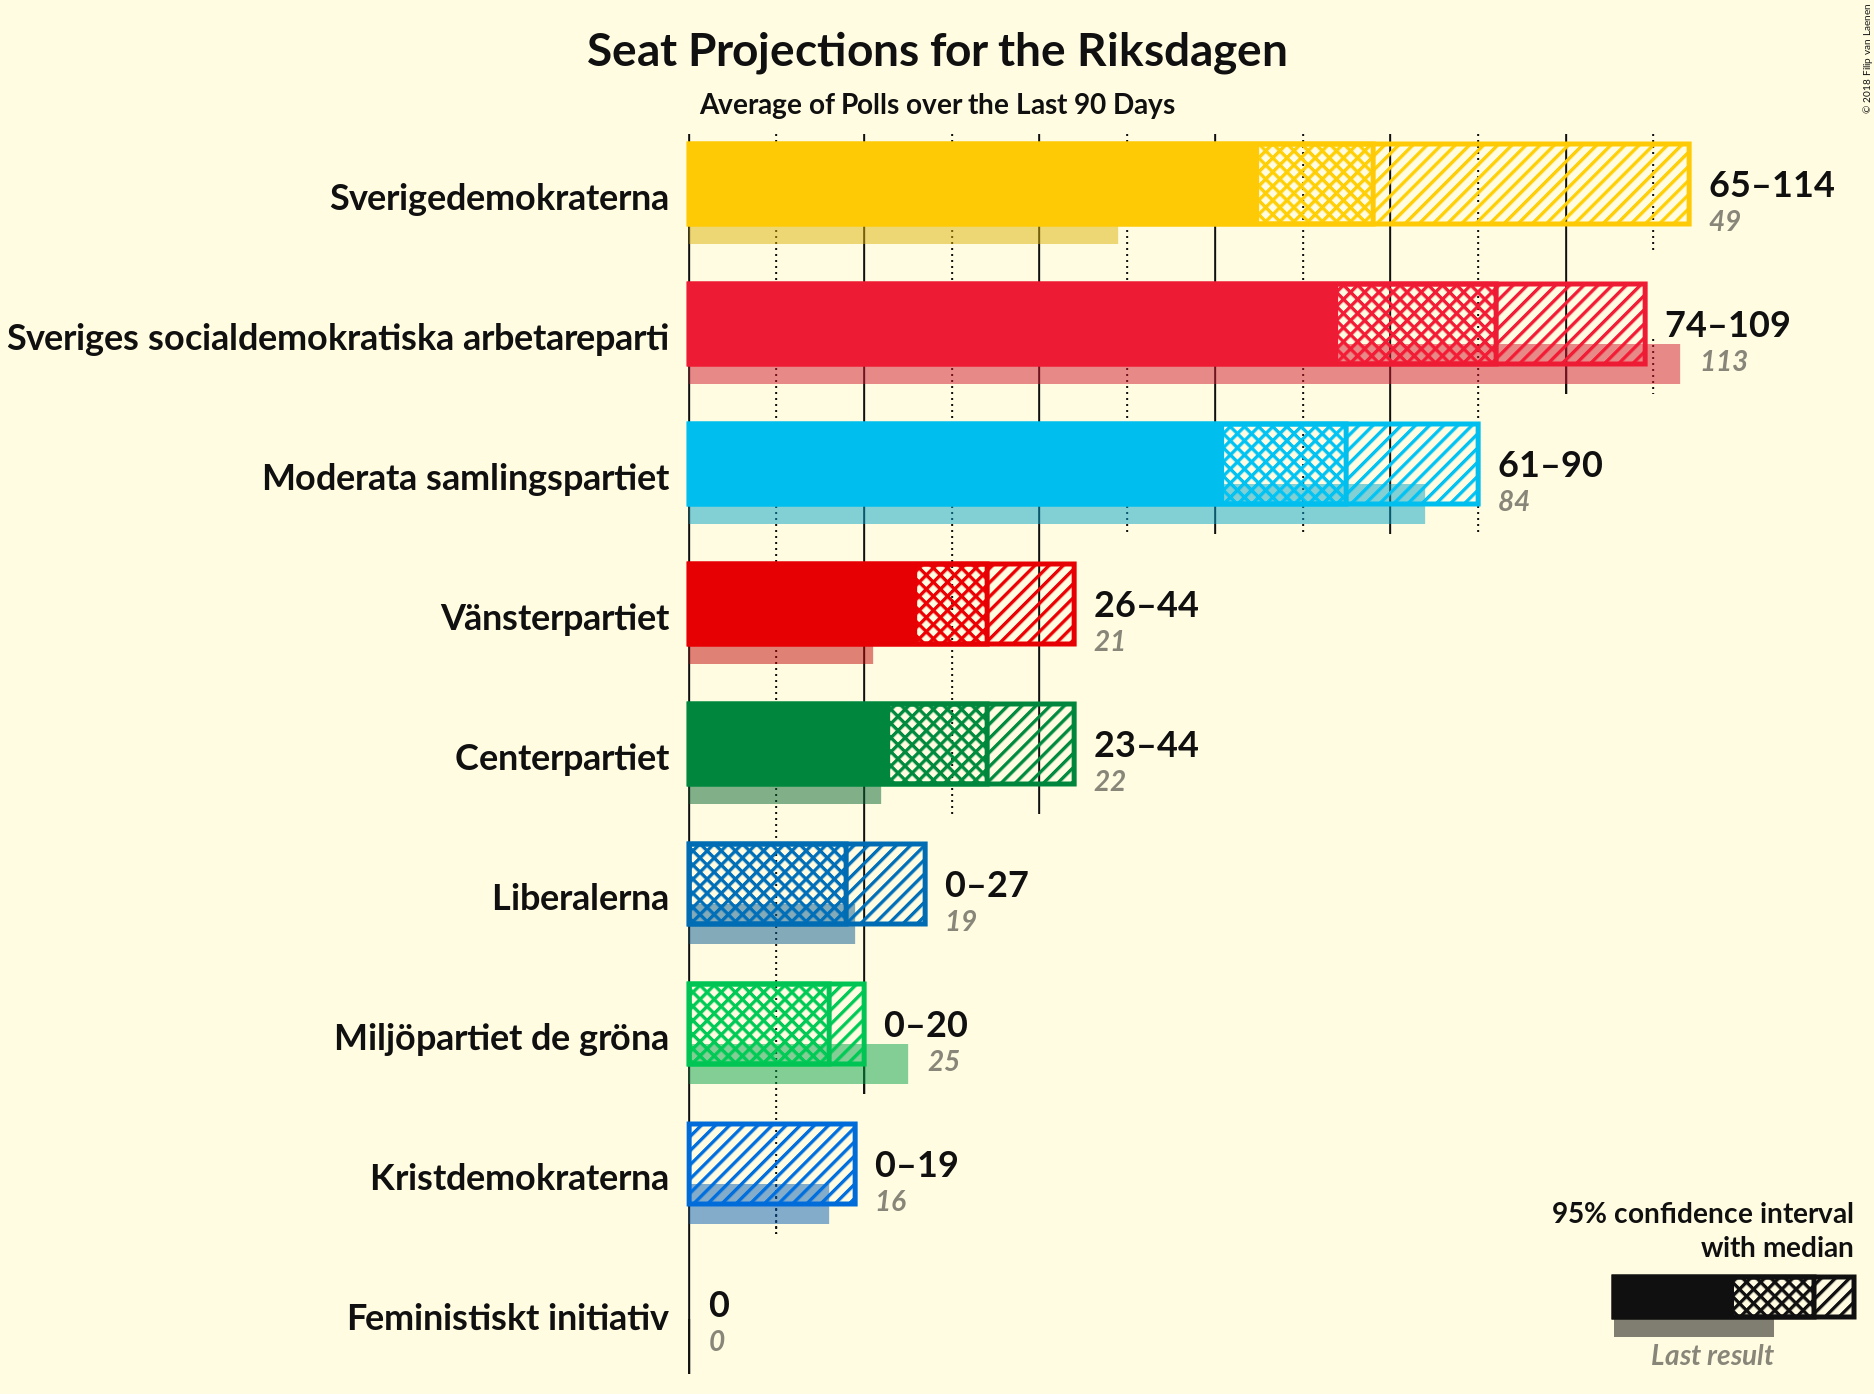 Seat Projections for the Riksdagen
Average of Polls over the Last 90 Days
© 2018 Filip van Laenen
Sverigedemokraterna
65–114
49
Sveriges socialdemokratiska arbetareparti
74–109
113
Moderata samlingspartiet
61–90
84
Vänsterpartiet
26–44
21
Centerpartiet
23–44
22
Liberalerna
0–27
19
Miljöpartiet de gröna
0–20
25
Kristdemokraterna
0–19
16
Feministiskt initiativ
0
0
95% confidence interval
with median
Last result